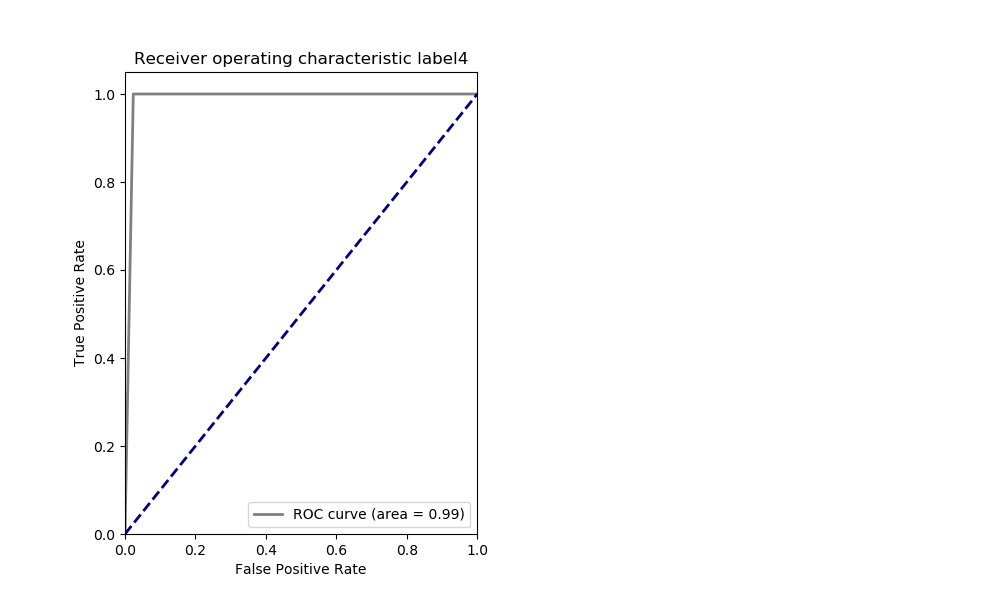 Receiver operating characteristic label4
1.0
0.8
0.6
0.4
0.2
0.0
True Positive Rate
ROC curve (area = 0.99)
0.0 0.2 0.4 0.6 0.8 1.0
False Positive Rate